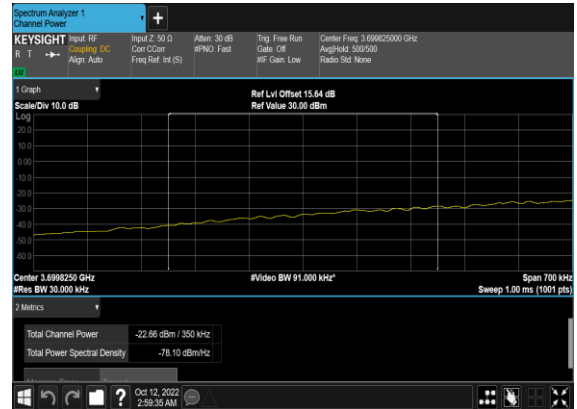 Spectrum Analyzer 1
Channel Power
+
KEYSIGHT Input: RF Input Z: 50 Ω Atten: 30 dB Trig: Free Run Center Freq: 3.699825000 GHz
R T Coupling: DC Corr CCorr #PNO: Fast Gate: Off Avg|Hold: 500/500
Align: Auto Freq Ref: Int (S) #IF Gain: Low Radio Std: None
1 Graph Ref Lvl Offset 15.64 dB
Scale/Div 10.0 dB Ref Value 30.00 dBm
Log
20.0
10.0
0.00
-10.0
-20.0
-30.0
-40.0
-50.0
-60.0
Center 3.6998250 GHz #Video BW 91.000 kHz* Span 700 kHz
#Res BW 30.000 kHz Sweep 1.00 ms (1001 pts)
2 Metrics
Total Channel Power -22.66 dBm / 350 kHz
Total Power Spectral Density -78.10 dBm/Hz
? Oct 12, 2022
2:59:35 AM